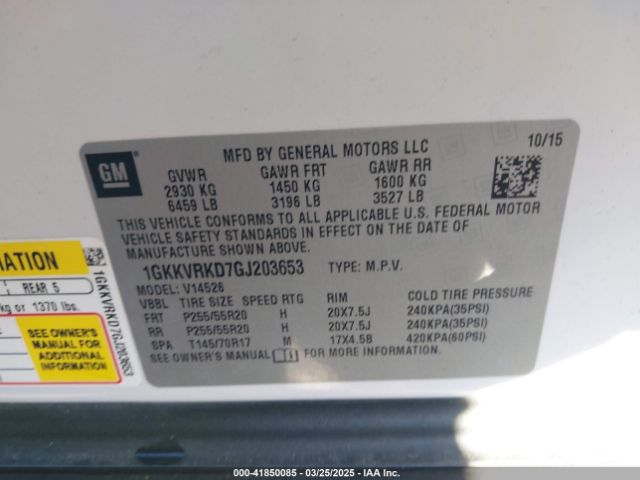 GM
MFD BY GENERAL MOTORS LLC
10/15
GVWR GAWR FRT GAWR RR
2930 KG 1450 KG 1600 KG
6459 LB 3196 LB 3527 LB
THIS VEHICLE CONFORMS TO ALL APPLICABLE U.S. FEDERAL MOTOR
VEHICLE SAFETY STANDARDS IN EFFECT ON THE DATE OF
MANUFACTURE SHOWN ABOVE.
1GKKVRKD7GJ203653 TYPE: M.P.V.
MODEL: V14526
VBBL TIRE SIZE SPEED RTG RIM COLD TIRE PRESSURE
FRT P255/55R20 H 20X7.5J 240KPA(35PSI)
RR P255/55R20 H 20X7.5J 240KPA(35PSI)
SPA T145/70R17 M 17X4.5B 420KPA(60PSI)
SEE OWNER'S MANUAL FOR MORE INFORMATION.
MATION
REAR 5
kg or 1370 lbs.
SEE OWNER'S
MANUAL FOR
ADDITIONAL
INFORMATION
1GKKVRKD7GJ203653
000-41850085 - 03/25/2025 - IAA Inc.